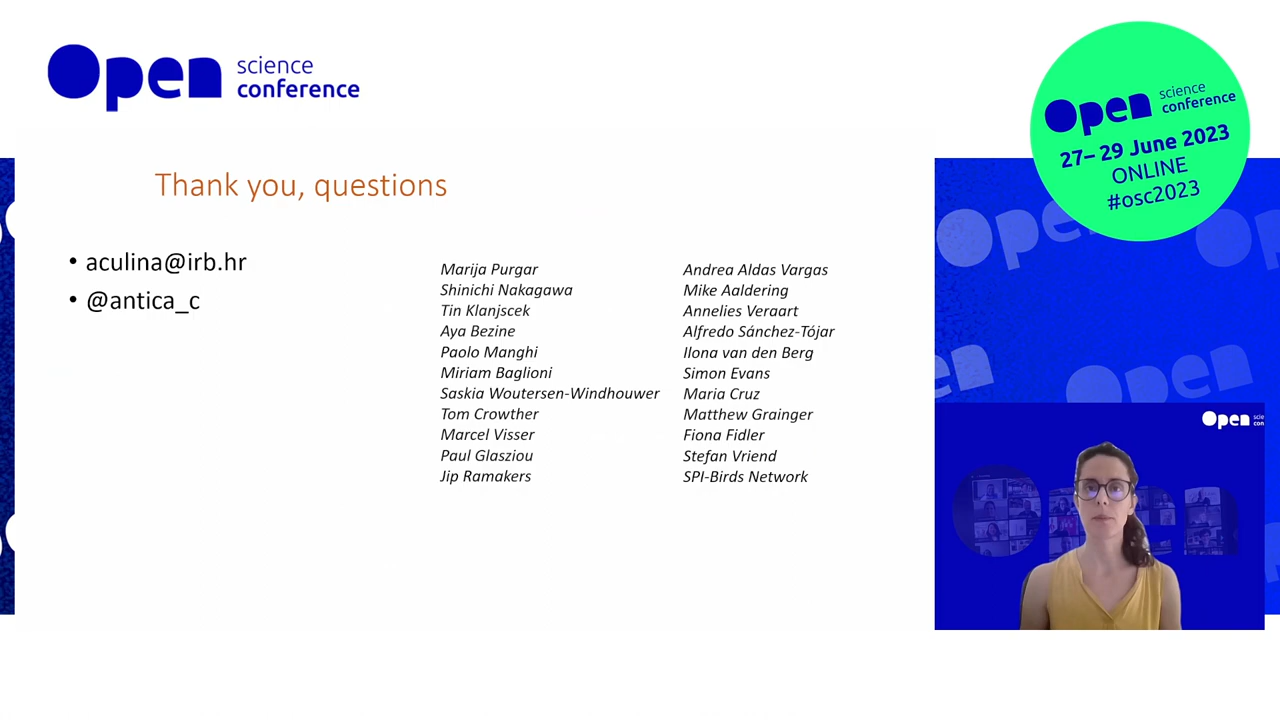 Open science conference
Open science conference
27– 29 June 2023
ONLINE
#osc2023
Thank you, questions
• aculina@irb.hr
• @antica_c
Marija Purgar
Shinichi Nakagawa
Tin Klanjscek
Aya Bezine
Paolo Manghi
Miriam Baglioni
Saskia Woutersen-Windhouwer
Tom Crowther
Marcel Visser
Paul Glasziou
Jip Ramakers
Andrea Aldas Vargas
Mike Aaldering
Annelies Veraart
Alfredo Sánchez-Tójar
Ilona van den Berg
Simon Evans
Maria Cruz
Matthew Grainger
Fiona Fidler
Stefan Vriend
SPI-Birds Network
Open scie
con